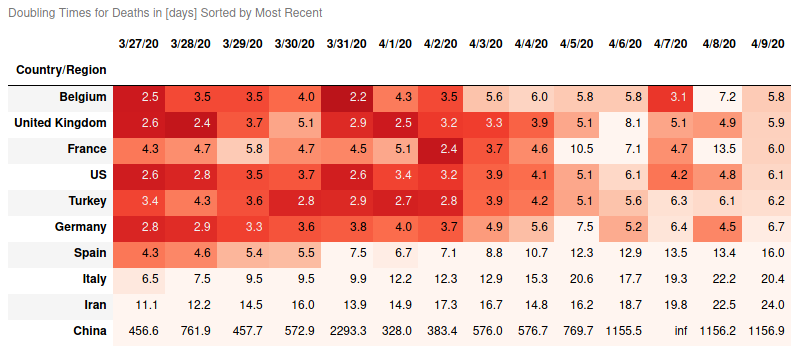 Doubling Times for Deaths in [days] Sorted by Most Recent
3/27/20 3/28/20 3/29/20 3/30/20 3/31/20 4/1/20 4/2/20 4/3/20 4/4/20 4/5/20 4/6/20 4/7/20 4/8/20 4/9/20
Country/Region
Belgium 2.5 3.5 3.5 4.0 2.2 4.3 3.5 5.6 6.0 5.8 5.8 3.1 7.2 5.8
United Kingdom 2.6 2.4 3.7 5.1 2.9 2.5 3.2 3.3 3.9 5.1 8.1 5.1 4.9 5.9
France 4.3 4.7 5.8 4.7 4.5 5.1 2.4 3.7 4.6 10.5 7.1 4.7 13.5 6.0
US 2.6 2.8 3.5 3.7 2.6 3.4 3.2 3.9 4.1 5.1 6.1 4.2 4.8 6.1
Turkey 3.4 4.3 3.6 2.8 2.9 2.7 2.8 3.9 4.2 5.1 5.6 6.3 6.1 6.2
Germany 2.8 2.9 3.3 3.6 3.8 4.0 3.7 4.9 5.6 7.5 5.2 6.4 4.5 6.7
Spain 4.3 4.6 5.4 5.5 7.5 6.7 7.1 8.8 10.7 12.3 12.9 13.5 13.4 16.0
Italy 6.5 7.5 9.5 9.5 9.9 12.2 12.3 12.9 15.3 20.6 17.7 19.3 22.2 20.4
Iran 11.1 12.2 14.5 16.0 13.9 14.9 17.3 16.7 14.8 16.2 18.7 19.8 22.5 24.0
China 456.6 761.9 457.7 572.9 2293.3 328.0 383.4 576.0 576.7 769.7 1155.5 inf 1156.2 1156.9